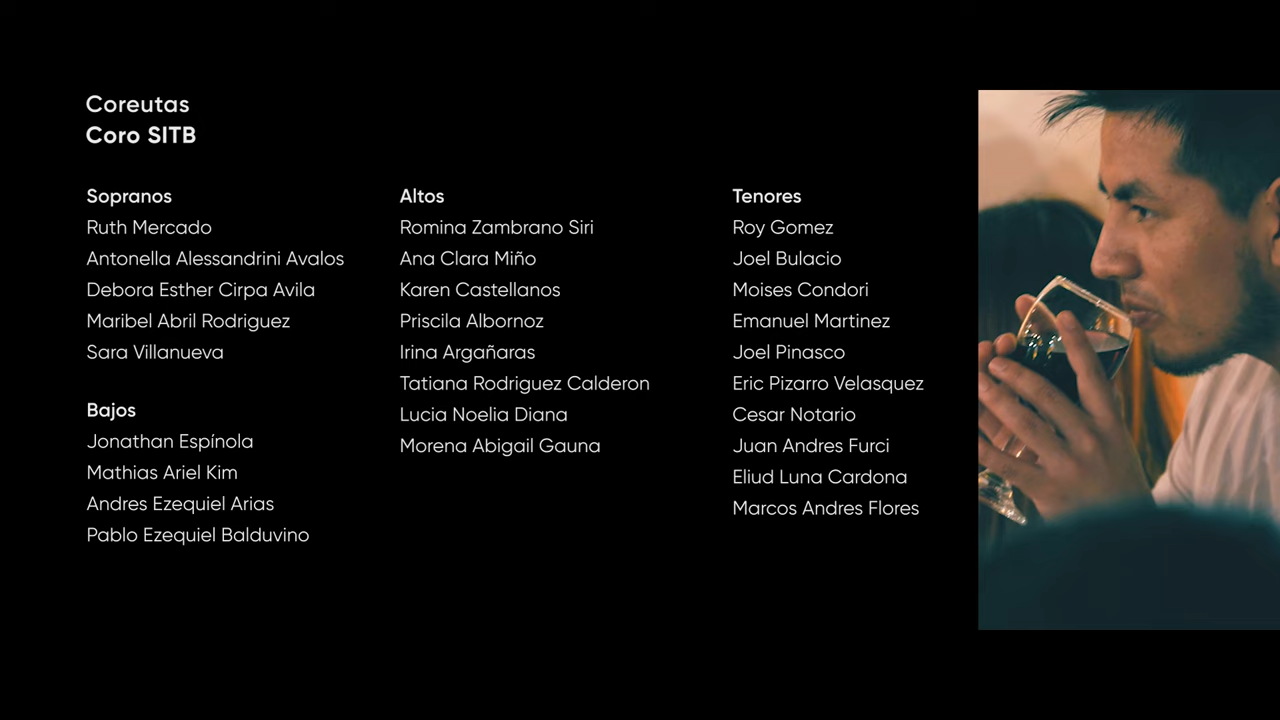 Coreutas
Coro SITB
Sopranos
Ruth Mercado
Antonella Alessandrini Avalos
Debora Esther Cirpa Avila
Maribel Abril Rodriguez
Sara Villanueva
Bajos
Jonathan Espínola
Mathias Ariel Kim
Andres Ezequiel Arias
Pablo Ezequiel Balduvino
Altos
Romina Zambrano Siri
Ana Clara Miño
Karen Castellanos
Priscila Albornoz
Irina Argañaras
Tatiana Rodriguez Calderon
Lucia Noelia Diana
Morena Abigail Gauna
Tenores
Roy Gomez
Joel Bulacio
Moises Condori
Emanuel Martinez
Joel Pinasco
Eric Pizarro Velasquez
Cesar Notario
Juan Andres Furci
Eliud Luna Cardona
Marcos Andres Flores